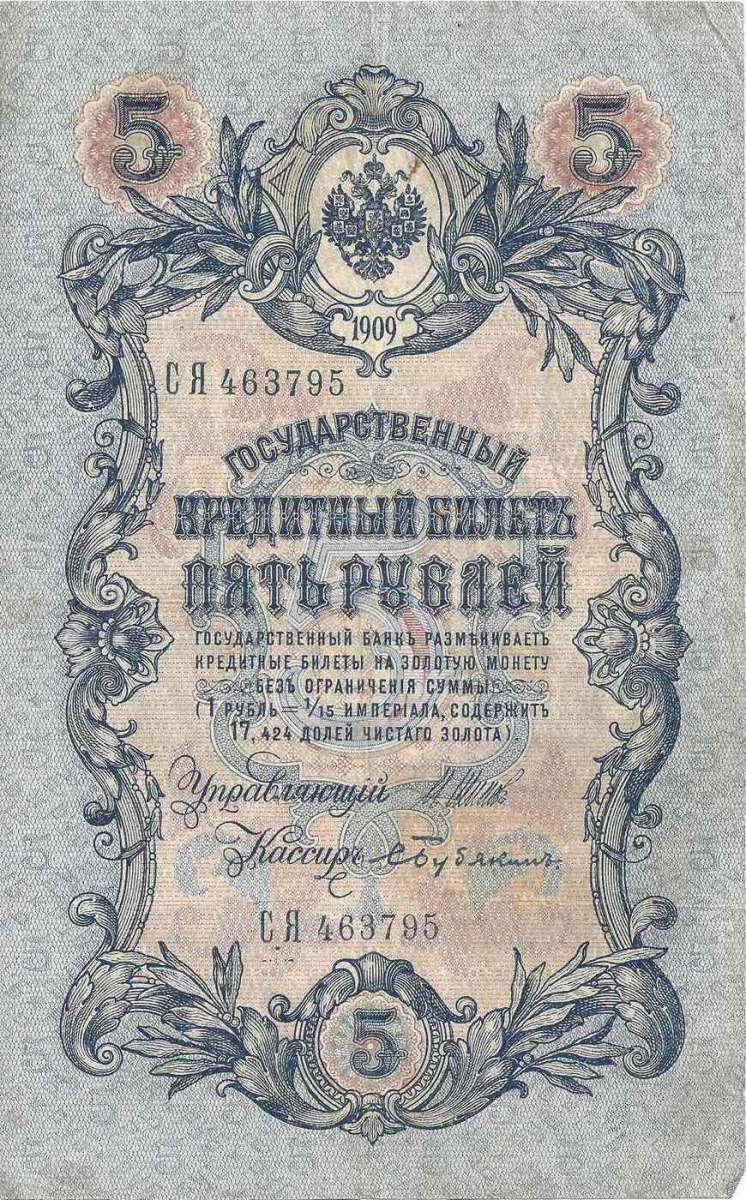 5 5
1909
СЯ 463795
ГОСУДАРСТВЕННЫЙ
КРЕДИТНЫЙ БИЛЕТЪ
ПЯТЬ РУБЛЕЙ
ГОСУДАРСТВЕННЫЙ БАНКЪ РАЗМѢНИВАЕТЪ
КРЕДИТНЫЕ БИЛЕТЫ НА ЗОЛОТУЮ МОНЕТУ
БЕЗЪ ОГРАНИЧЕНІЯ СУММЫ
(1 РУБЛЬ = 1/15 ИМПЕРІАЛА, СОДЕРЖИТЪ
17,424 ДОЛЕЙ ЧИСТАГО ЗОЛОТА)
Управляющій
Кассиръ С Бубякинъ.
СЯ 463795
5